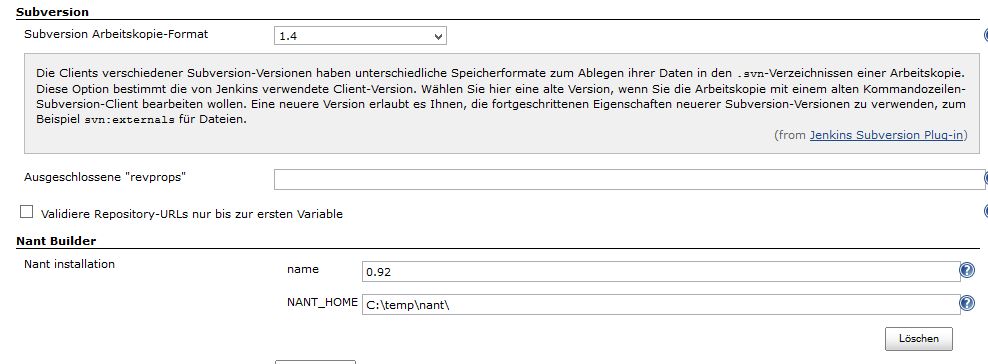 Subversion
Subversion Arbeitskopie-Format 1.4
Die Clients verschiedener Subversion-Versionen haben unterschiedliche Speicherformate zum Ablegen ihrer Daten in den .svn-Verzeichnissen einer Arbeitskopie.
Diese Option bestimmt die von Jenkins verwendete Client-Version. Wählen Sie hier eine alte Version, wenn Sie die Arbeitskopie mit einem alten Kommandozeilen-
Subversion-Client bearbeiten wollen. Eine neuere Version erlaubt es Ihnen, die fortgeschrittenen Eigenschaften neuerer Subversion-Versionen zu verwenden, zum
Beispiel svn:externals für Dateien.
(from Jenkins Subversion Plug-in)
Ausgeschlossene "revprops"
Validiere Repository-URLs nur bis zur ersten Variable
Nant Builder
Nant installation name 0.92 ?
NANT_HOME C:\temp\nant\ ?
Löschen